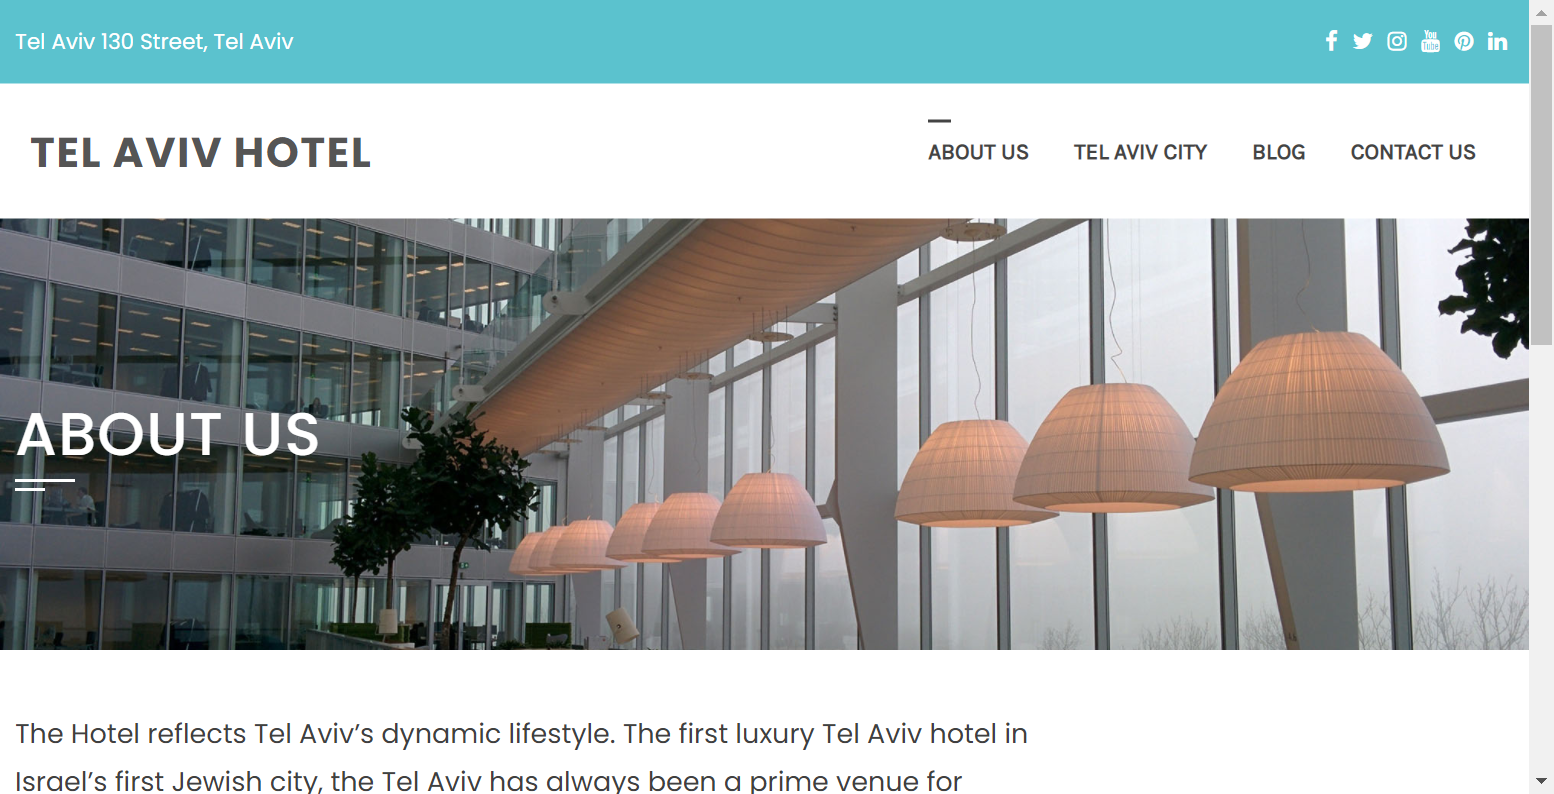 Tel Aviv 130 Street, Tel Aviv
You
Tube
TEL AVIV HOTEL
ABOUT US
TEL AVIV CITY
BLOG
CONTACT US
ABOUT US
The Hotel reflects Tel Aviv’s dynamic lifestyle. The first luxury Tel Aviv hotel in
Israel’s first Jewish city, the Tel Aviv has always been a prime venue for